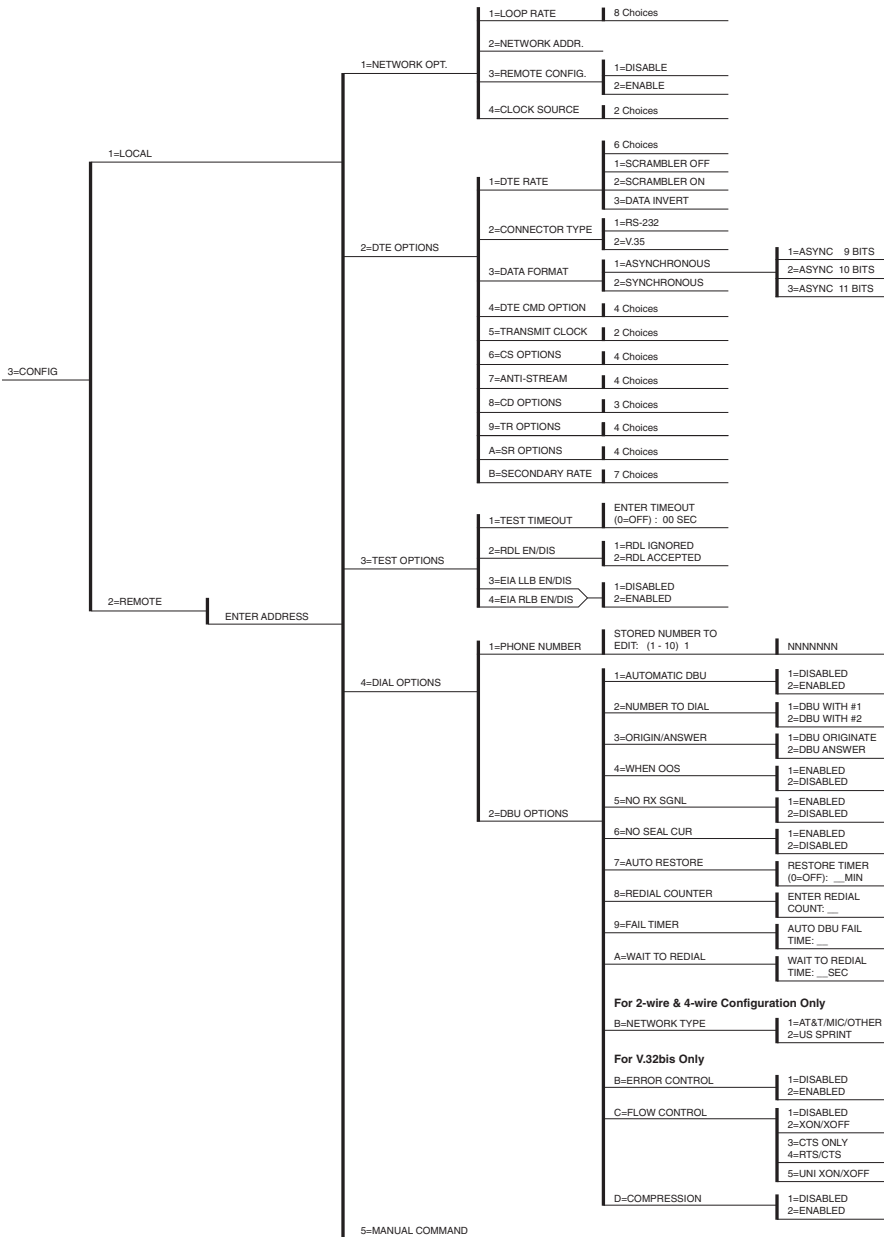 3=CONFIG
1=LOCAL
2=REMOTE
ENTER ADDRESS
1=NETWORK OPT.
1=LOOP RATE
8 Choices
2=NETWORK ADDR.
3=REMOTE CONFIG.
1=DISABLE
2=ENABLE
4=CLOCK SOURCE
2 Choices
2=DTE OPTIONS
1=DTE RATE
6 Choices
1=SCRAMBLER OFF
2=SCRAMBLER ON
3=DATA INVERT
2=CONNECTOR TYPE
1=RS-232
2=V.35
3=DATA FORMAT
1=ASYNCHRONOUS
1=ASYNC 9 BITS
2=ASYNC 10 BITS
3=ASYNC 11 BITS
2=SYNCHRONOUS
4=DTE CMD OPTION
4 Choices
5=TRANSMIT CLOCK
2 Choices
6=CS OPTIONS
4 Choices
7=ANTI-STREAM
4 Choices
8=CD OPTIONS
3 Choices
9=TR OPTIONS
4 Choices
A=SR OPTIONS
4 Choices
B=SECONDARY RATE
7 Choices
3=TEST OPTIONS
1=TEST TIMEOUT
ENTER TIMEOUT
(0=OFF) : 00 SEC
2=RDL EN/DIS
1=RDL IGNORED
2=RDL ACCEPTED
3=EIA LLB EN/DIS
4=EIA RLB EN/DIS
1=DISABLED
2=ENABLED
4=DIAL OPTIONS
1=PHONE NUMBER
STORED NUMBER TO
EDIT: (1 - 10) 1
NNNNNNN
2=DBU OPTIONS
1=AUTOMATIC DBU
1=DISABLED
2=ENABLED
2=NUMBER TO DIAL
1=DBU WITH #1
2=DBU WITH #2
3=ORIGIN/ANSWER
1=DBU ORIGINATE
2=DBU ANSWER
4=WHEN OOS
1=ENABLED
2=DISABLED
5=NO RX SGNL
1=ENABLED
2=DISABLED
6=NO SEAL CUR
1=ENABLED
2=DISABLED
7=AUTO RESTORE
RESTORE TIMER
(0=OFF): __MIN
8=REDIAL COUNTER
ENTER REDIAL
COUNT: __
9=FAIL TIMER
AUTO DBU FAIL
TIME: __
A=WAIT TO REDIAL
WAIT TO REDIAL
TIME: __SEC
For 2-wire & 4-wire Configuration Only
B=NETWORK TYPE
1=AT&T/MIC/OTHER
2=US SPRINT
For V.32bis Only
B=ERROR CONTROL
1=DISABLED
2=ENABLED
C=FLOW CONTROL
1=DISABLED
2=XON/XOFF
3=CTS ONLY
4=RTS/CTS
5=UNI XON/XOFF
D=COMPRESSION
1=DISABLED
2=ENABLED
5=MANUAL COMMAND